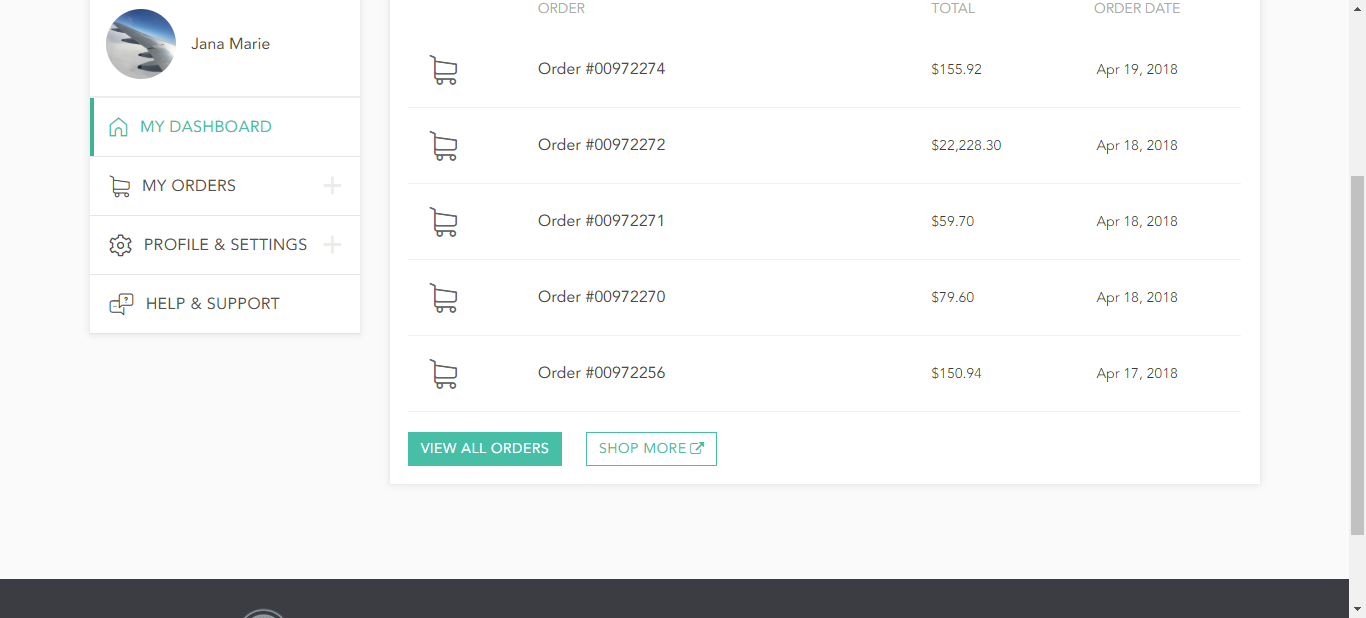 Jana Marie
MY DASHBOARD
MY ORDERS
PROFILE & SETTINGS
HELP & SUPPORT
ORDER TOTAL ORDER DATE
Order #00972274 $155.92 Apr 19, 2018
Order #00972272 $22,228.30 Apr 18, 2018
Order #00972271 $59.70 Apr 18, 2018
Order #00972270 $79.60 Apr 18, 2018
Order #00972256 $150.94 Apr 17, 2018
VIEW ALL ORDERS SHOP MORE